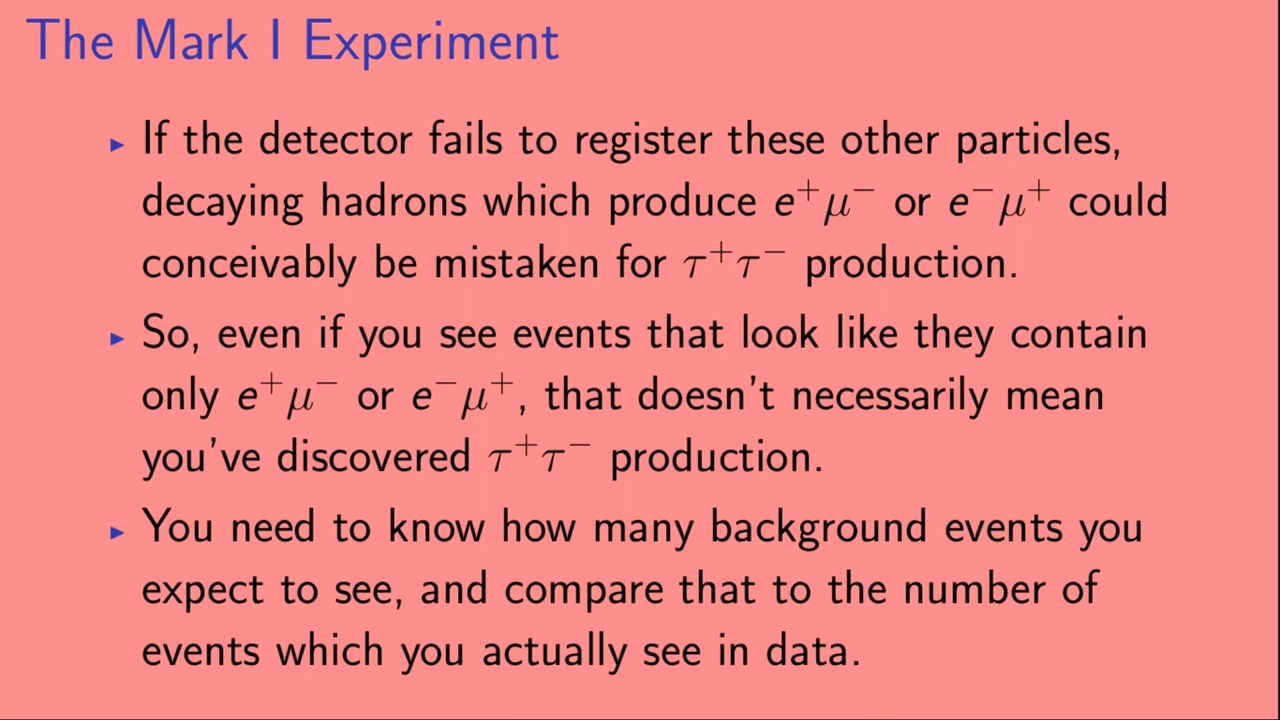 The Mark I Experiment
▸ If the detector fails to register these other particles,
decaying hadrons which produce e⁺μ⁻ or e⁻μ⁺ could
conceivably be mistaken for τ⁺τ⁻ production.
▸ So, even if you see events that look like they contain
only e⁺μ⁻ or e⁻μ⁺, that doesn't necessarily mean
you've discovered τ⁺τ⁻ production.
▸ You need to know how many background events you
expect to see, and compare that to the number of
events which you actually see in data.